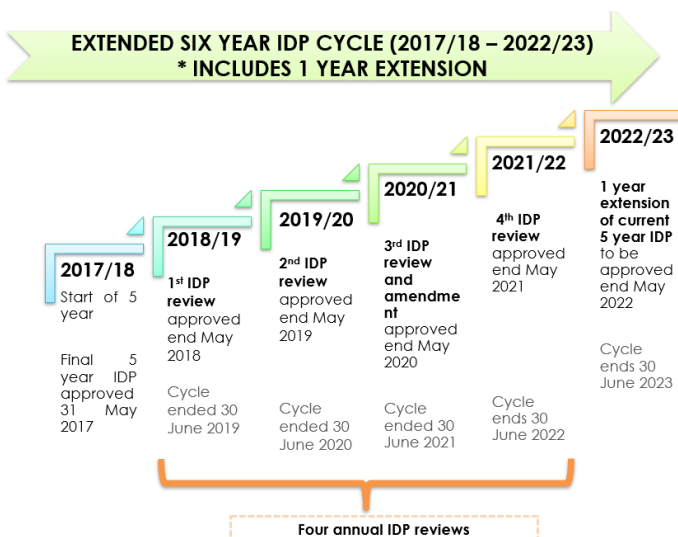 EXTENDED SIX YEAR IDP CYCLE (2017/18 – 2022/23)
* INCLUDES 1 YEAR EXTENSION
2017/18
Start of 5
year
Final 5
year IDP
approved
31 May
2017
2018/19
1st IDP
review
approved
end May
2018
Cycle
ended 30
June 2019
2019/20
2nd IDP
review
approved
end May
2019
Cycle
ended 30
June 2020
2020/21
3rd IDP
review
and
amendme
nt
approved
end May
2020
Cycle
ended 30
June 2021
2021/22
4th IDP
review
approved
end May
2021
Cycle
ends 30
June 2022
2022/23
1 year
extension
of current
5 year IDP
to be
approved
end May
2022
Cycle
ends 30
June 2023
Four annual IDP reviews